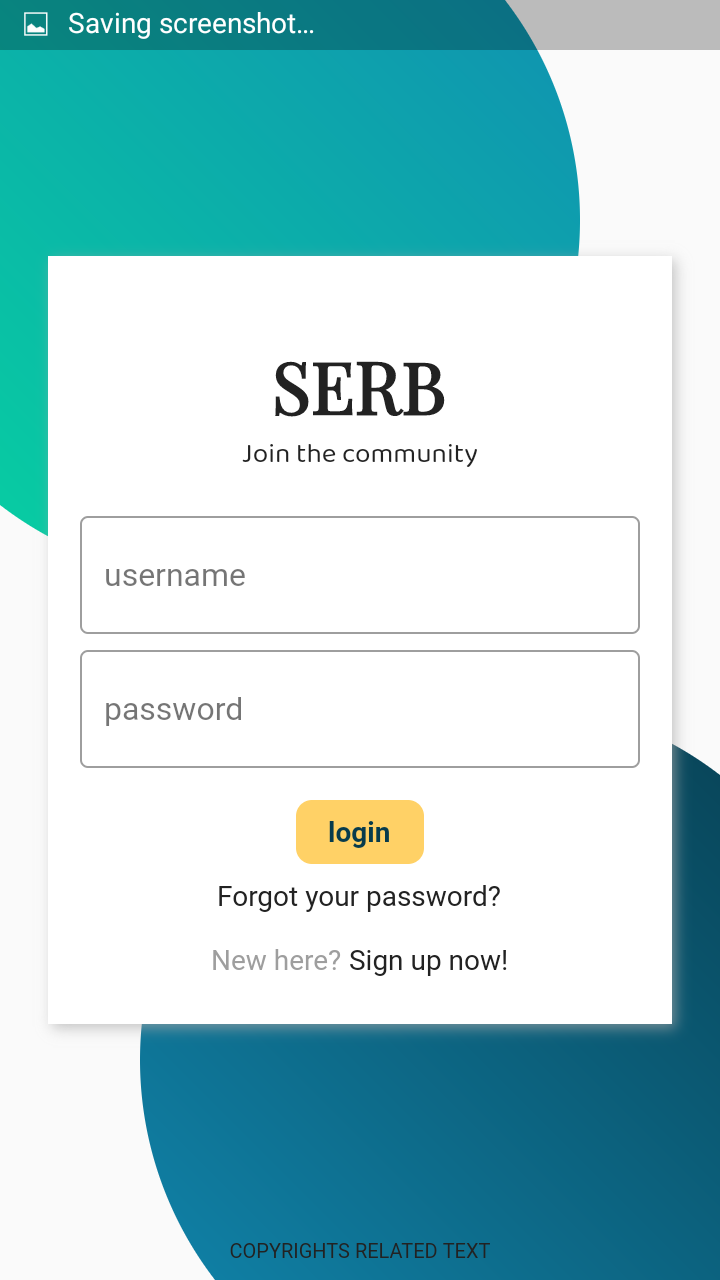 Saving screenshot...
SERB
Join the community
username
password
login
Forgot your password?
New here? Sign up now!
COPYRIGHTS RELATED TEXT